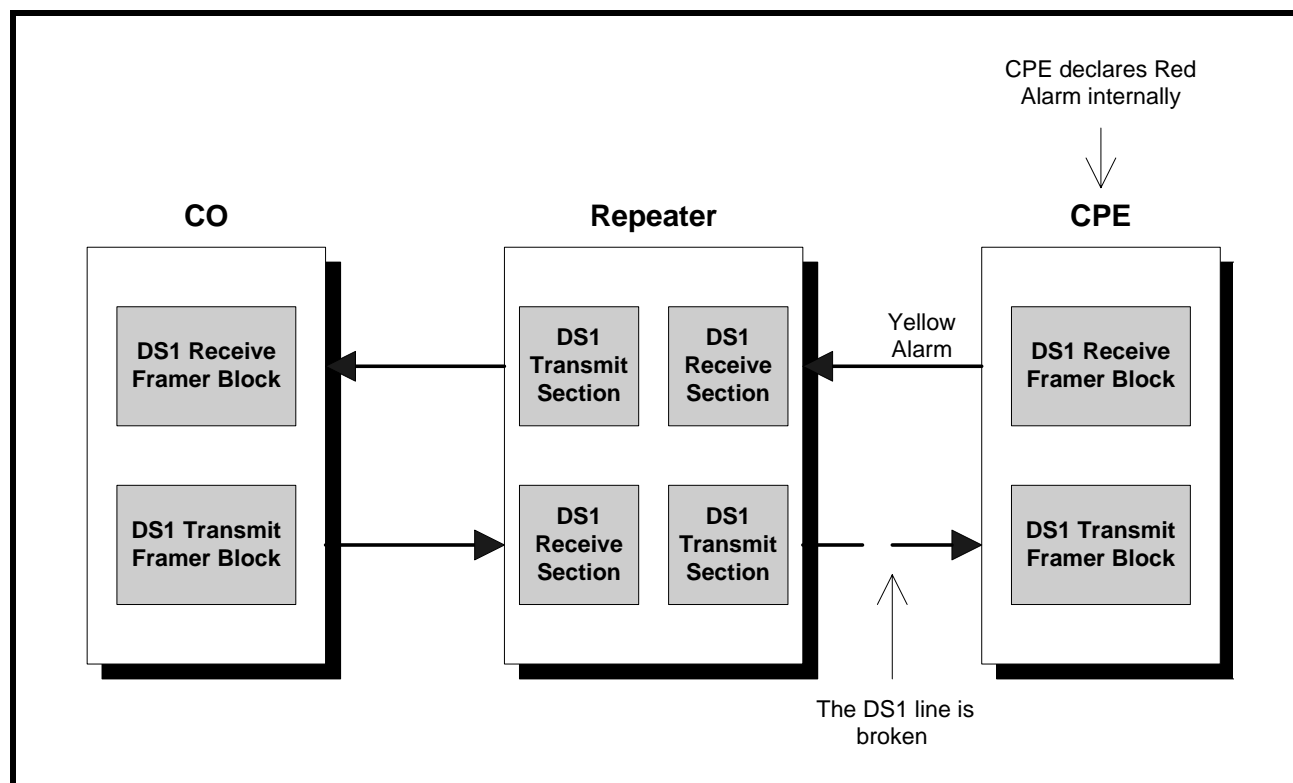 CPE declares Red
Alarm internally
CO
Repeater
CPE
DS1 Receive
Framer Block
DS1
Transmit
Section
DS1
Receive
Section
Yellow
Alarm
DS1 Receive
Framer Block
DS1 Transmit
Framer Block
DS1
Receive
Section
DS1
Transmit
Section
DS1 Transmit
Framer Block
The DS1 line is
broken